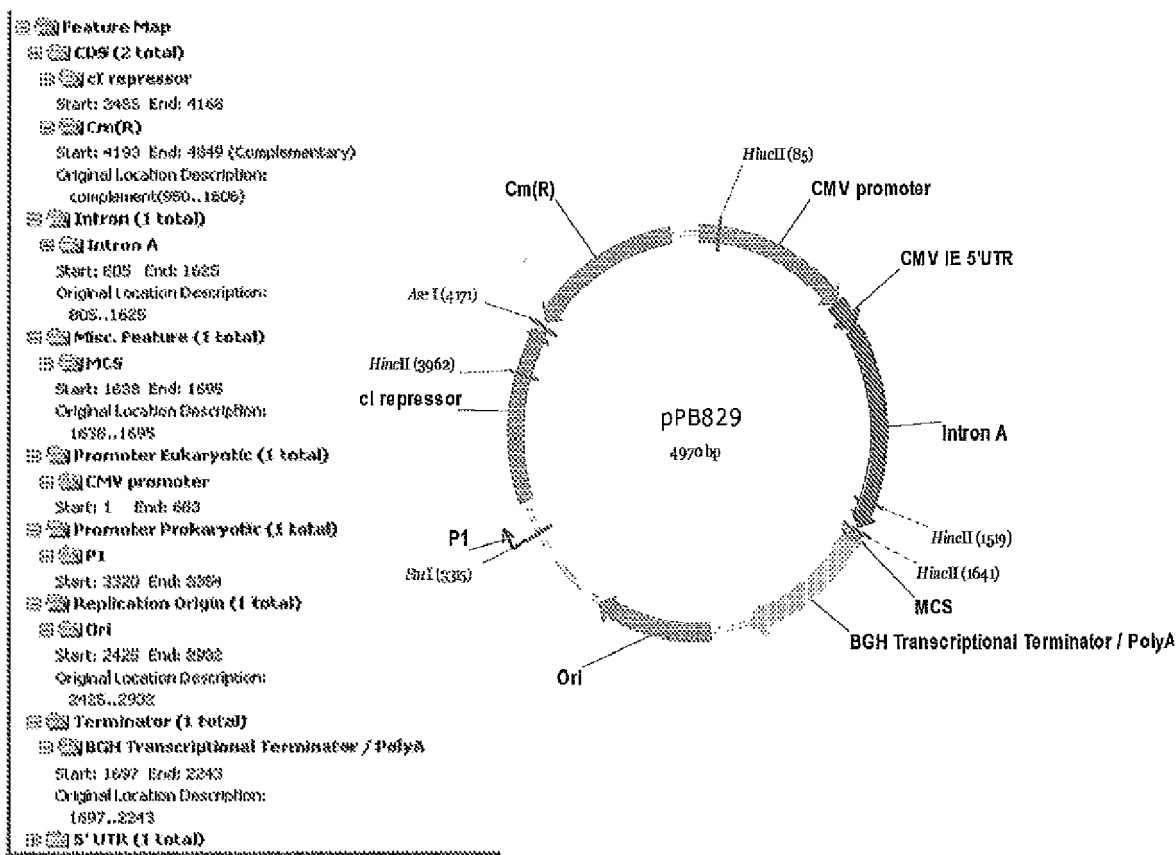 Feature Map
CDS (2 total)
cI repressor
Start: 3485 End: 4168
Cm(R)
Start: 4193 End: 4849 (Complementary)
Original Location Description:
complement(950..1606)
Intron (1 total)
Intron A
Start: 805 End: 1625
Original Location Description:
805..1625
Misc. Feature (1 total)
MCS
Start: 1638 End: 1695
Original Location Description:
1638..1695
Promoter Eukaryotic (1 total)
CMV promoter
Start: 1 End: 683
Promoter Prokaryotic (1 total)
P1
Start: End:
Replication Origin (1 total)
Ori
Start: 2425 End: 2932
Original Location Description:
2425..2932
Terminator (1 total)
BGH Transcriptional Terminator / PolyA
Start: 1697 End: 2243
Original Location Description:
1697..2243
5' UTR (1 total)
HincII (85)
Cm(R)
CMV promoter
CMV IE 5'UTR
Ase I (4171)
HincII (3962)
cI repressor
pPB829
4970 bp
Intron A
P1
StuI (3315)
HincII (1519)
HincII (1641)
MCS
BGH Transcriptional Terminator / PolyA
Ori